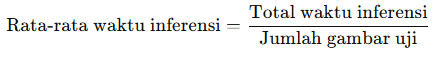 Rata-rata waktu inferensi = Total waktu inferensi / Jumlah gambar uji